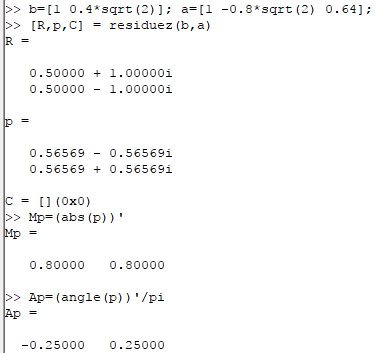 >> b=[1 0.4*sqrt(2)]; a=[1 -0.8*sqrt(2) 0.64];
>> [R,p,C] = residuez(b,a)
R =
0.50000 + 1.00000i
0.50000 - 1.00000i
p =
0.56569 - 0.56569i
0.56569 + 0.56569i
C = [](0x0)
>> Mp=(abs(p))'
Mp =
0.80000 0.80000
>> Ap=(angle(p))'/pi
Ap =
-0.25000 0.25000